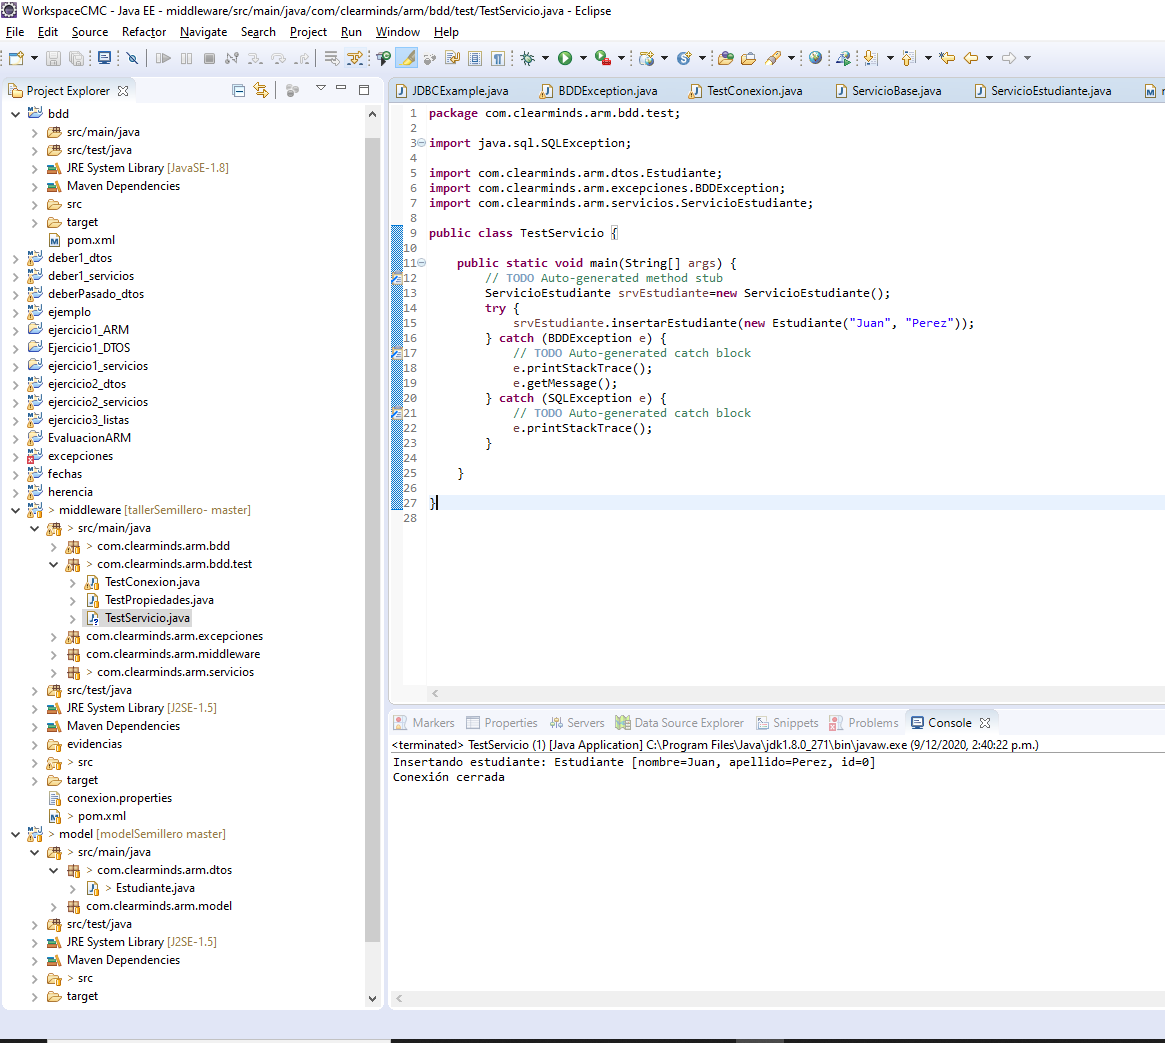 WorkspaceCMC - Java EE - middleware/src/main/java/com/clearminds/arm/bdd/test/TestServicio.java - Eclipse
File Edit Source Refactor Navigate Search Project Run Window Help
Project Explorer
bdd
src/main/java
src/test/java
JRE System Library [JavaSE-1.8]
Maven Dependencies
src
target
pom.xml
deber1_dtos
deber1_servicios
deberPasado_dtos
ejemplo
ejercicio1_ARM
Ejercicio1_DTOS
ejercicio1_servicios
ejercicio2_dtos
ejercicio2_servicios
ejercicio3_listas
EvaluacionARM
excepciones
fechas
herencia
> middleware [tallerSemillero- master]
> src/main/java
> com.clearminds.arm.bdd
> com.clearminds.arm.bdd.test
TestConexion.java
TestPropiedades.java
TestServicio.java
com.clearminds.arm.excepciones
com.clearminds.arm.middleware
> com.clearminds.arm.servicios
src/test/java
JRE System Library [J2SE-1.5]
Maven Dependencies
evidencias
> src
target
conexion.properties
> pom.xml
> model [modelSemillero master]
> src/main/java
> com.clearminds.arm.dtos
> Estudiante.java
com.clearminds.arm.model
src/test/java
JRE System Library [J2SE-1.5]
Maven Dependencies
> src
target
JDBCExample.java BDDException.java TestConexion.java ServicioBase.java ServicioEstudiante.java
1 package com.clearminds.arm.bdd.test;
2
3 import java.sql.SQLException;
4
5 import com.clearminds.arm.dtos.Estudiante;
6 import com.clearminds.arm.excepciones.BDDException;
7 import com.clearminds.arm.servicios.ServicioEstudiante;
8
9 public class TestServicio {
10
11 public static void main(String[] args) {
12 // TODO Auto-generated method stub
13 ServicioEstudiante srvEstudiante=new ServicioEstudiante();
14 try {
15 srvEstudiante.insertarEstudiante(new Estudiante("Juan", "Perez"));
16 } catch (BDDException e) {
17 // TODO Auto-generated catch block
18 e.printStackTrace();
19 e.getMessage();
20 } catch (SQLException e) {
21 // TODO Auto-generated catch block
22 e.printStackTrace();
23 }
24
25 }
26
27 }
28
Markers Properties Servers Data Source Explorer Snippets Problems Console
<terminated> TestServicio (1) [Java Application] C:\Program Files\Java\jdk1.8.0_271\bin\javaw.exe (9/12/2020, 2:40:22 p.m.)
Insertando estudiante: Estudiante [nombre=Juan, apellido=Perez, id=0]
Conexión cerrada